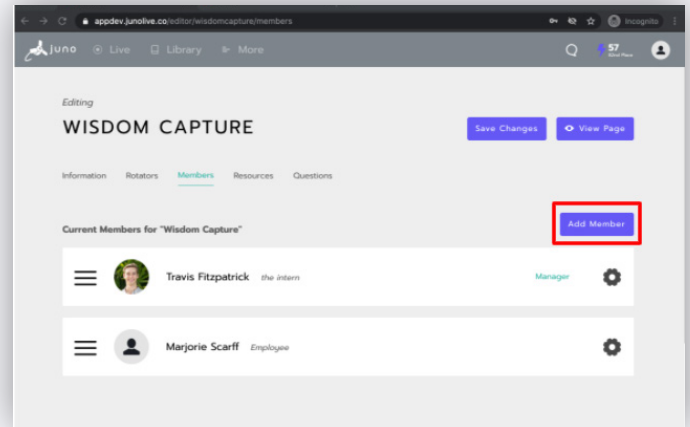 appdev.junolive.co/editor/wisdomcapture/members
Incognito
juno Live Library More
57
Editing
WISDOM CAPTURE
Save Changes
View Page
Information Rotators Members Resources Questions
Current Members for "Wisdom Capture"
Add Member
Travis Fitzpatrick the intern Manager
Marjorie Scarff Employee